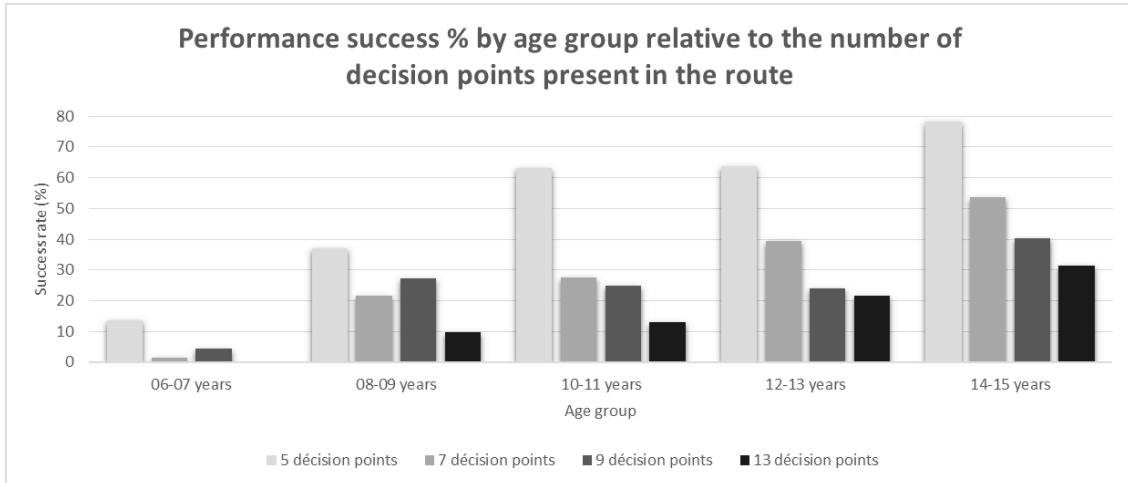 Performance success % by age group relative to the number of
decision points present in the route
80
70
60
50
40
30
20
10
0
Success rate (%)
06-07 years
08-09 years
10-11 years
12-13 years
14-15 years
Age group
5 décision points
7 décision points
9 décision points
13 décision points